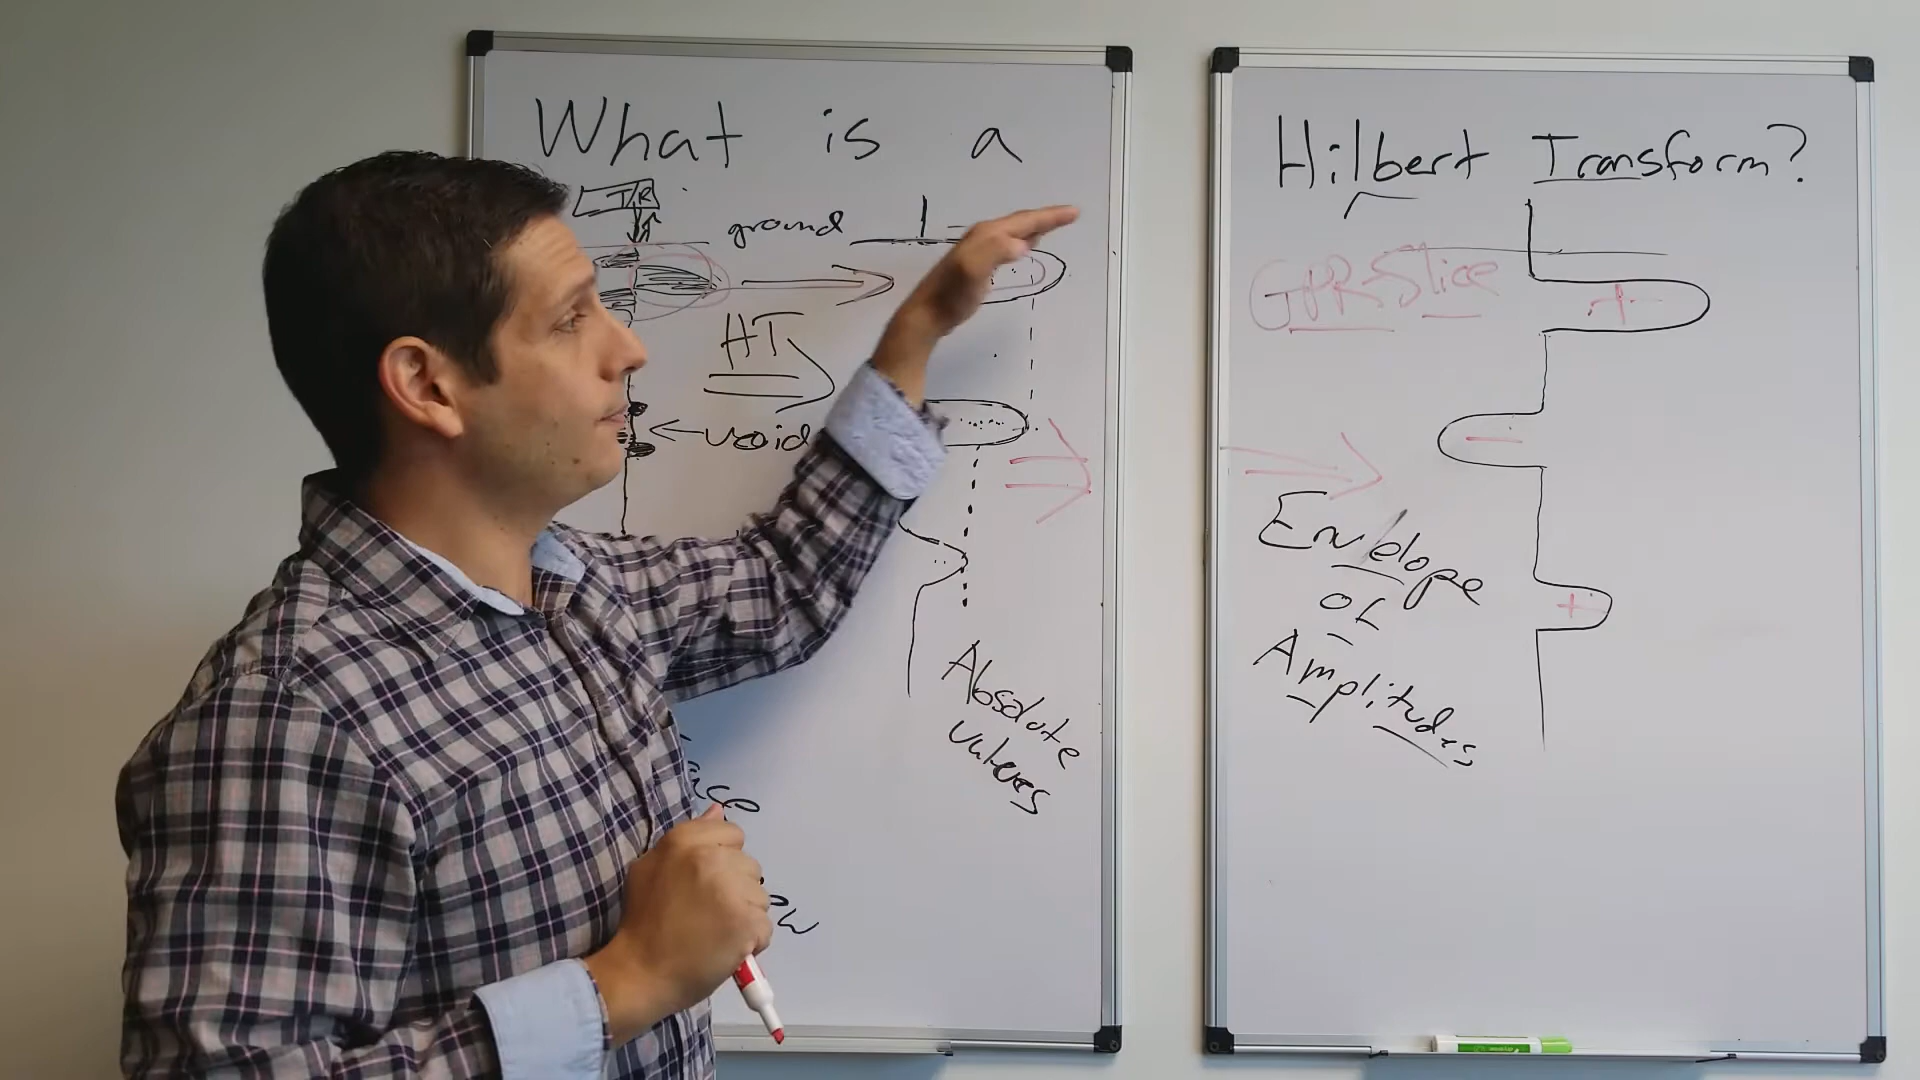 What is a
T/R
ground
HT
void
Absolute
values
Hilbert Transform?
GPR-Slice
+
−
Envelope
of
Amplitudes
+